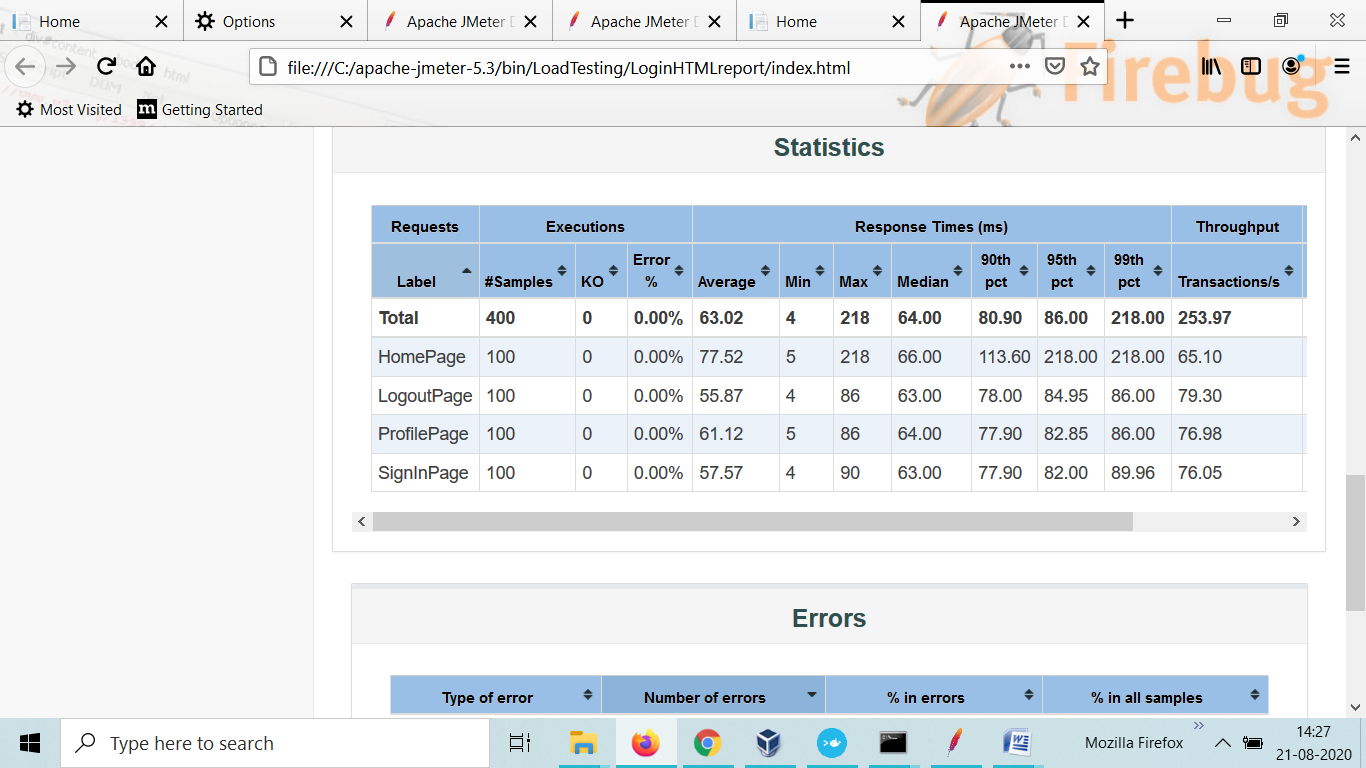 Home
Options
Apache JMeter D
Apache JMeter D
Home
Apache JMeter D
file:///C:/apache-jmeter-5.3/bin/LoadTesting/LoginHTMLreport/index.html
Firebug
Most Visited
m Getting Started
Statistics
Requests Executions Response Times (ms) Throughput
Label #Samples KO Error % Average Min Max Median 90th pct 95th pct 99th pct Transactions/s
Total 400 0 0.00% 63.02 4 218 64.00 80.90 86.00 218.00 253.97
HomePage 100 0 0.00% 77.52 5 218 66.00 113.60 218.00 218.00 65.10
LogoutPage 100 0 0.00% 55.87 4 86 63.00 78.00 84.95 86.00 79.30
ProfilePage 100 0 0.00% 61.12 5 86 64.00 77.90 82.85 86.00 76.98
SignInPage 100 0 0.00% 57.57 4 90 63.00 77.90 82.00 89.96 76.05
Errors
Type of error Number of errors % in errors % in all samples
Type here to search
Mozilla Firefox
14:27
21-08-2020